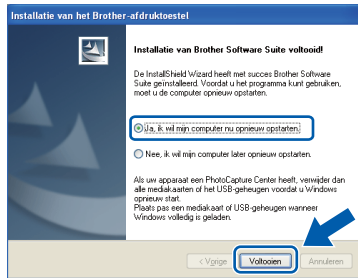 Installatie van het Brother-afdruktoestel
Installatie van Brother Software Suite voltooid!
De InstallShield Wizard heeft met succes Brother Software
Suite geïnstalleerd. Voordat u het programma kunt gebruiken,
moet u de computer opnieuw opstarten.
Ja, ik wil mijn computer nu opnieuw opstarten.
Nee, ik wil mijn computer later opnieuw opstarten.
Als uw apparaat een PhotoCapture Center heeft, verwijder dan
alle mediakaarten of het USB-geheugen voordat u Windows
opnieuw start.
Plaats pas een mediakaart of USB-geheugen wanneer
Windows volledig is geladen.
< Vorige Voltooien Annuleren